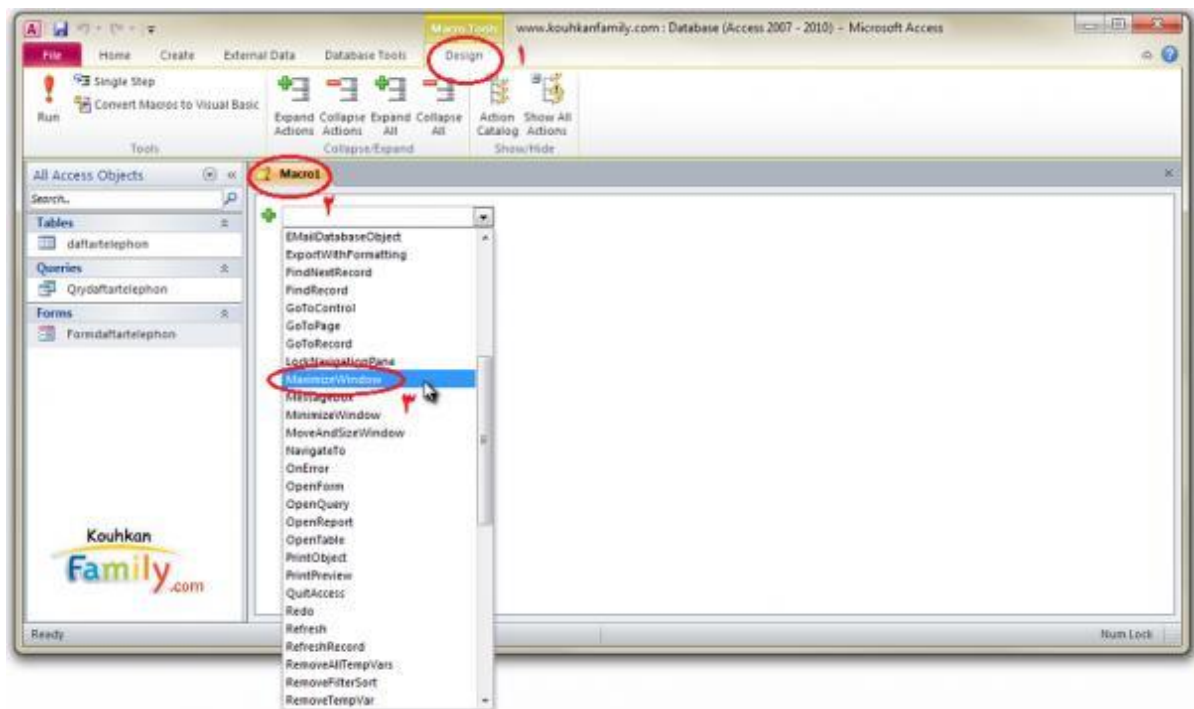 Macro Tools
www.kouhkanfamily.com : Database (Access 2007 - 2010) - Microsoft Access
File Home Create External Data Database Tools Design ۱
Run
Single Step
Convert Macros to Visual Basic
Tools
Expand Actions
Collapse Actions
Expand All
Collapse All
Collapse/Expand
Action Catalog
Show All Actions
Show/Hide
All Access Objects
Search..
Tables
daftartelephon
Queries
Qrydaftartelephon
Forms
Formdaftartelephon
Macro1
۲
EMailDatabaseObject
ExportWithFormatting
FindNextRecord
FindRecord
GoToControl
GoToPage
GoToRecord
LockNavigationPane
MaximizeWindow
۳
MessageBox
MinimizeWindow
MoveAndSizeWindow
NavigateTo
OnError
OpenForm
OpenQuery
OpenReport
OpenTable
PrintObject
PrintPreview
QuitAccess
Redo
Refresh
RefreshRecord
RemoveAllTempVars
RemoveFilterSort
RemoveTempVar
Kouhkan
Family.com
Ready
Num Lock